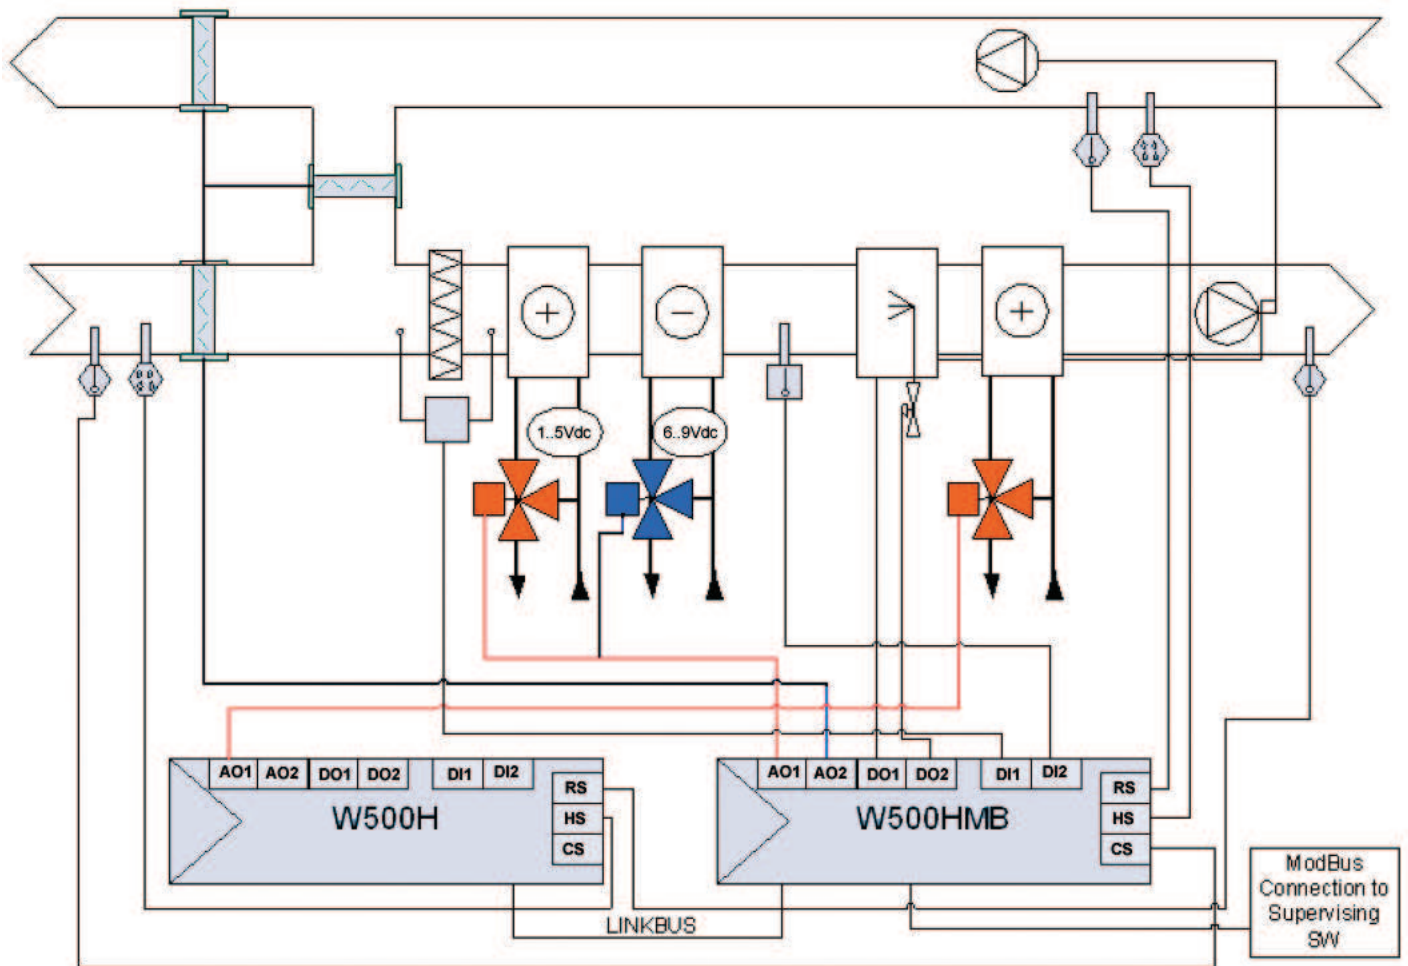 1..5Vdc
6..9Vdc
AO1 AO2 DO1 DO2 DI1 DI2
RS
W500H
HS
CS
AO1 AO2 DO1 DO2 DI1 DI2
RS
W500HMB
HS
CS
LINKBUS
ModBus
Connection to
Supervising
SW